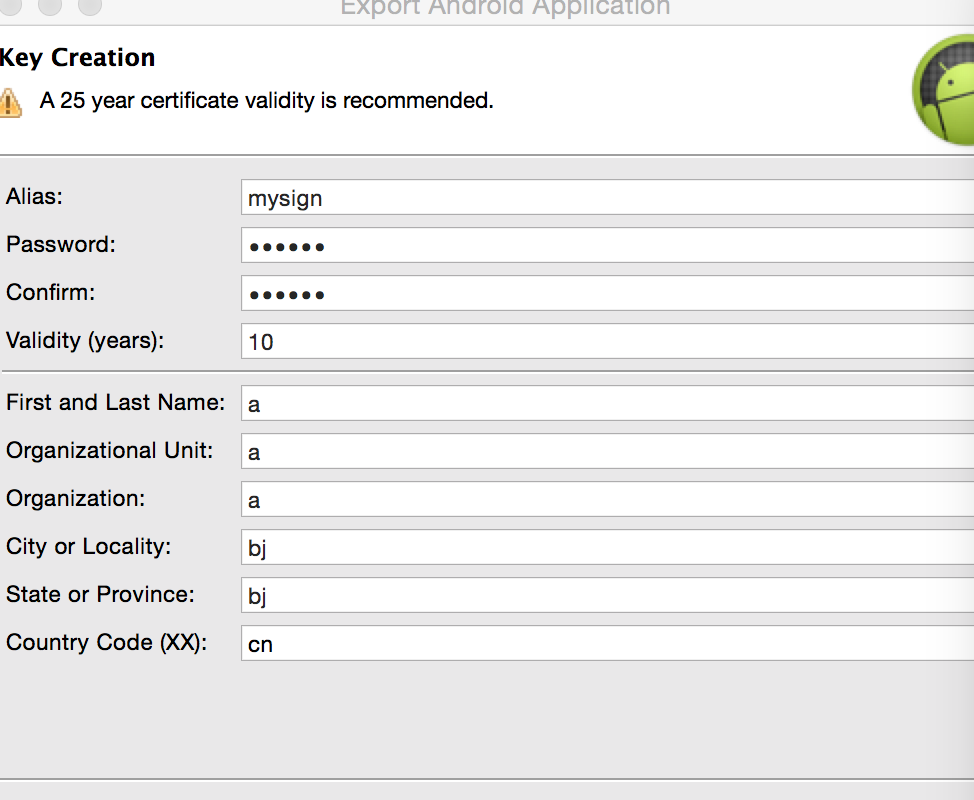 Export Android Application
Key Creation
A 25 year certificate validity is recommended.
Alias: mysign
Password: ••••••
Confirm: ••••••
Validity (years): 10
First and Last Name: a
Organizational Unit: a
Organization: a
City or Locality: bj
State or Province: bj
Country Code (XX): cn